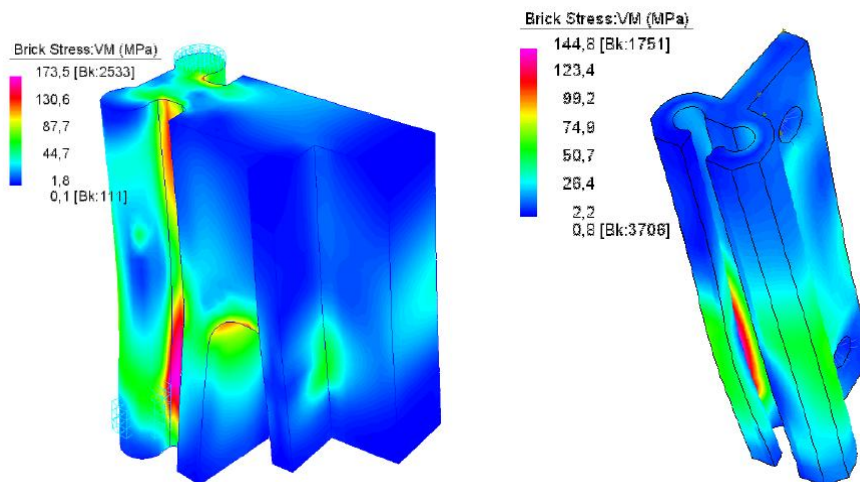 Brick Stress:VM (MPa)
173,5 [Bk:2533]
130,6
87,7
44,7
1,8
0,1 [Bk:111]
Brick Stress:VM (MPa)
144,8 [Bk:1751]
123,4
99,2
74,9
50,7
26,4
2,2
0,8 [Bk:3706]